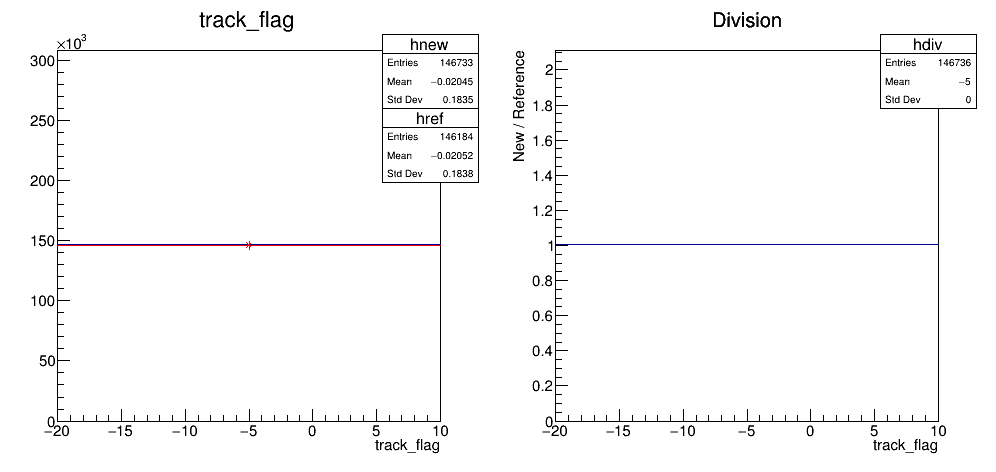 track_flag
×10³
300
250
200
150
100
50
0
−20 −15 −10 −5 0 5 10
track_flag
hnew
Entries 146733
Mean −0.02045
Std Dev 0.1835
href
Entries 146184
Mean −0.02052
Std Dev 0.1838
Division
New / Reference
2
1.8
1.6
1.4
1.2
1
0.8
0.6
0.4
0.2
0
−20 −15 −10 −5 0 5 10
track_flag
hdiv
Entries 146736
Mean −5
Std Dev 0